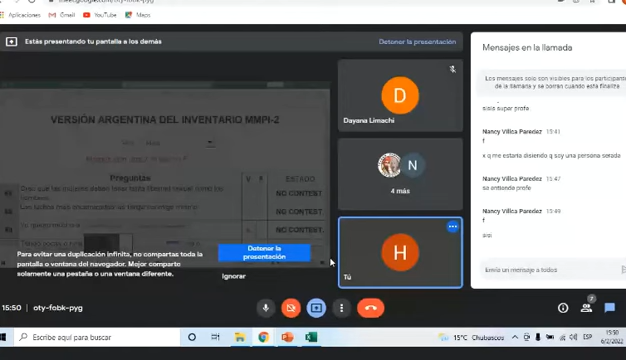 Aplicaciones Gmail YouTube Maps
Estás presentando tu pantalla a los demás
Detener la presentación
VERSIÓN ARGENTINA DEL INVENTARIO MMPI-2
Preguntas
V
ESTADO
NO CONTEST.
NO CONTEST.
NO CONTEST.
Para evitar una duplicación infinita, no compartas toda la
pantalla o ventana del navegador. Mejor comparte
solamente una pestaña o una ventana diferente.
Detener la
presentación
Ignorar
D
Dayana Limachi
N
4 más
H
Tú
Mensajes en la llamada
Los mensajes solo son visibles para los participantes
de la llamada y se borran cuando esta finaliza
sisis super profe
Nancy Villca Paredez 15:41
f
x q me estaria disiendo q soy una persona serada
Nancy Villca Paredez 15:47
se entiende profe
Nancy Villca Paredez 15:49
f
sisi
Envía un mensaje a todos
15:50 oty-fobk-pyg
7
Escribe aquí para buscar
15°C Chubascos
ESP
15:50
6/2/2022